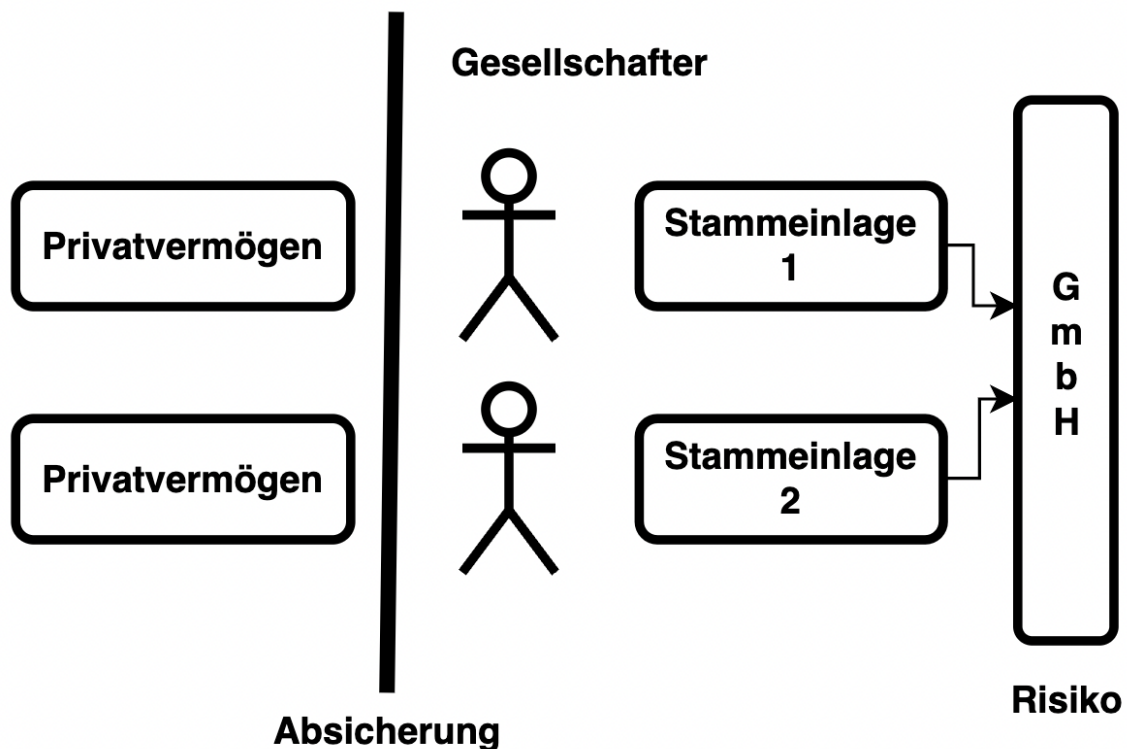 Gesellschafter
Privatvermögen
Stammeinlage
1
G
m
b
H
Privatvermögen
Stammeinlage
2
Absicherung
Risiko